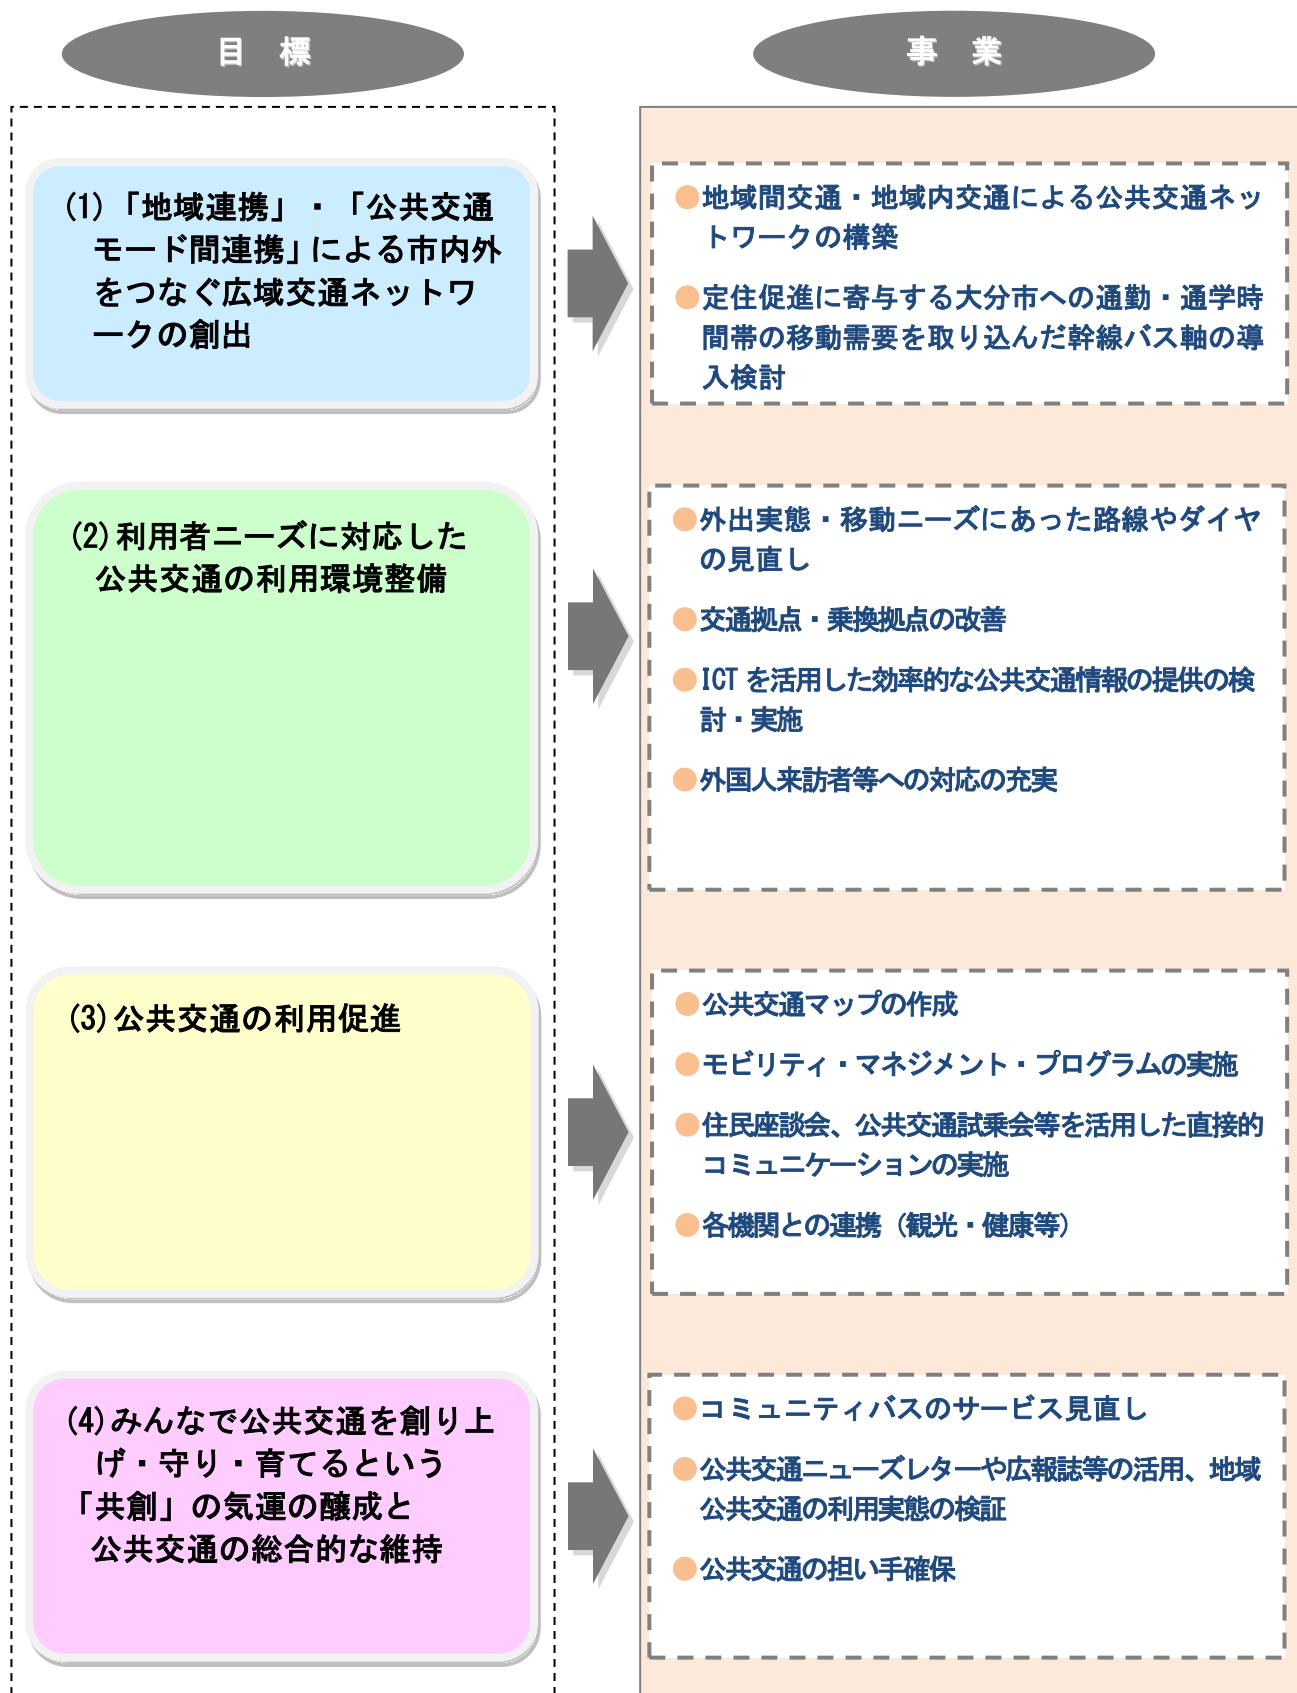 目　標
事　業
(1)「地域連携」・「公共交通
モード間連携」による市内外
をつなぐ広域交通ネットワ
ークの創出
●地域間交通・地域内交通による公共交通ネッ
トワークの構築
●定住促進に寄与する大分市への通勤・通学時
間帯の移動需要を取り込んだ幹線バス軸の導
入検討
(2)利用者ニーズに対応した
公共交通の利用環境整備
●外出実態・移動ニーズにあった路線やダイヤ
の見直し
●交通拠点・乗換拠点の改善
●ICT を活用した効率的な公共交通情報の提供の検
討・実施
●外国人来訪者等への対応の充実
(3)公共交通の利用促進
●公共交通マップの作成
●モビリティ・マネジメント・プログラムの実施
●住民座談会、公共交通試乗会等を活用した直接的
コミュニケーションの実施
●各機関との連携（観光・健康等）
(4)みんなで公共交通を創り上
げ・守り・育てるという
「共創」の気運の醸成と
公共交通の総合的な維持
●コミュニティバスのサービス見直し
●公共交通ニューズレターや広報誌等の活用、地域
公共交通の利用実態の検証
●公共交通の担い手確保